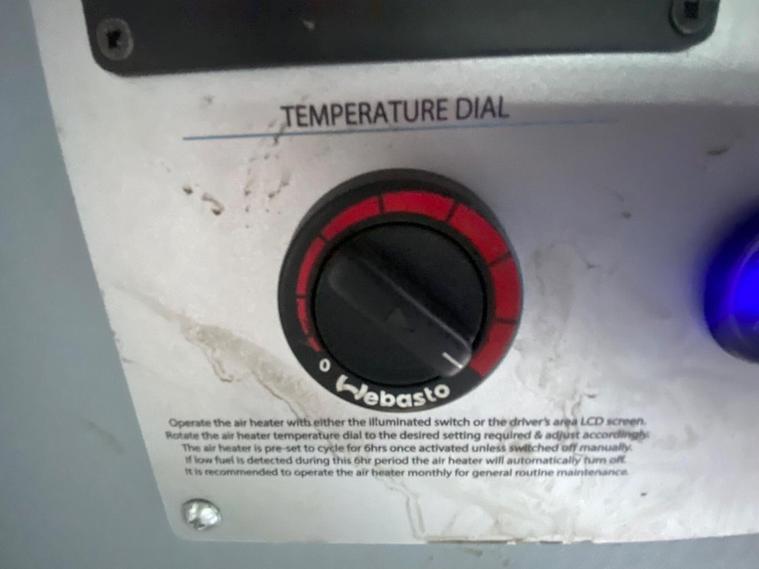 TEMPERATURE DIAL
0
Webasto
Operate the air heater with either the illuminated switch or the driver's area LCD screen.
Rotate the air heater temperature dial to the desired setting required & adjust accordingly.
The air heater is pre-set to cycle for 6hrs once activated unless switched off manually.
If low fuel is detected during this 6hr period the air heater will automatically turn off.
It is recommended to operate the air heater monthly for general routine maintenance.